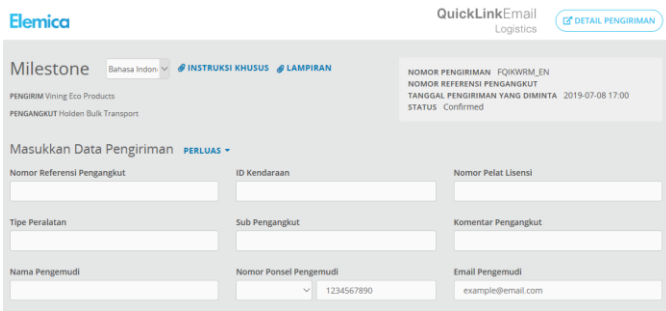 Elemica
QuickLinkEmail
Logistics
DETAIL PENGIRIMAN
Milestone
Bahasa Indon
INSTRUKSI KHUSUS
LAMPIRAN
PENGIRIM Vining Eco Products
PENGANGKUT Holden Bulk Transport
NOMOR PENGIRIMAN FQIKWRM_EN
NOMOR REFERENSI PENGANGKUT
TANGGAL PENGIRIMAN YANG DIMINTA 2019-07-08 17:00
STATUS Confirmed
Masukkan Data Pengiriman PERLUAS
Nomor Referensi Pengangkut
ID Kendaraan
Nomor Pelat Lisensi
Tipe Peralatan
Sub Pengangkut
Komentar Pengangkut
Nama Pengemudi
Nomor Ponsel Pengemudi
Email Pengemudi
1234567890
example@email.com